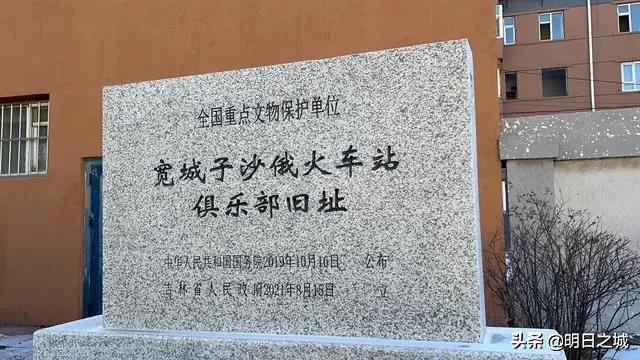 全国重点文物保护单位
宽城子沙俄火车站
俱乐部旧址
中华人民共和国国务院2019年10月16日 公布
吉林省人民政府2021年8月15日 立
头条 @明日之城